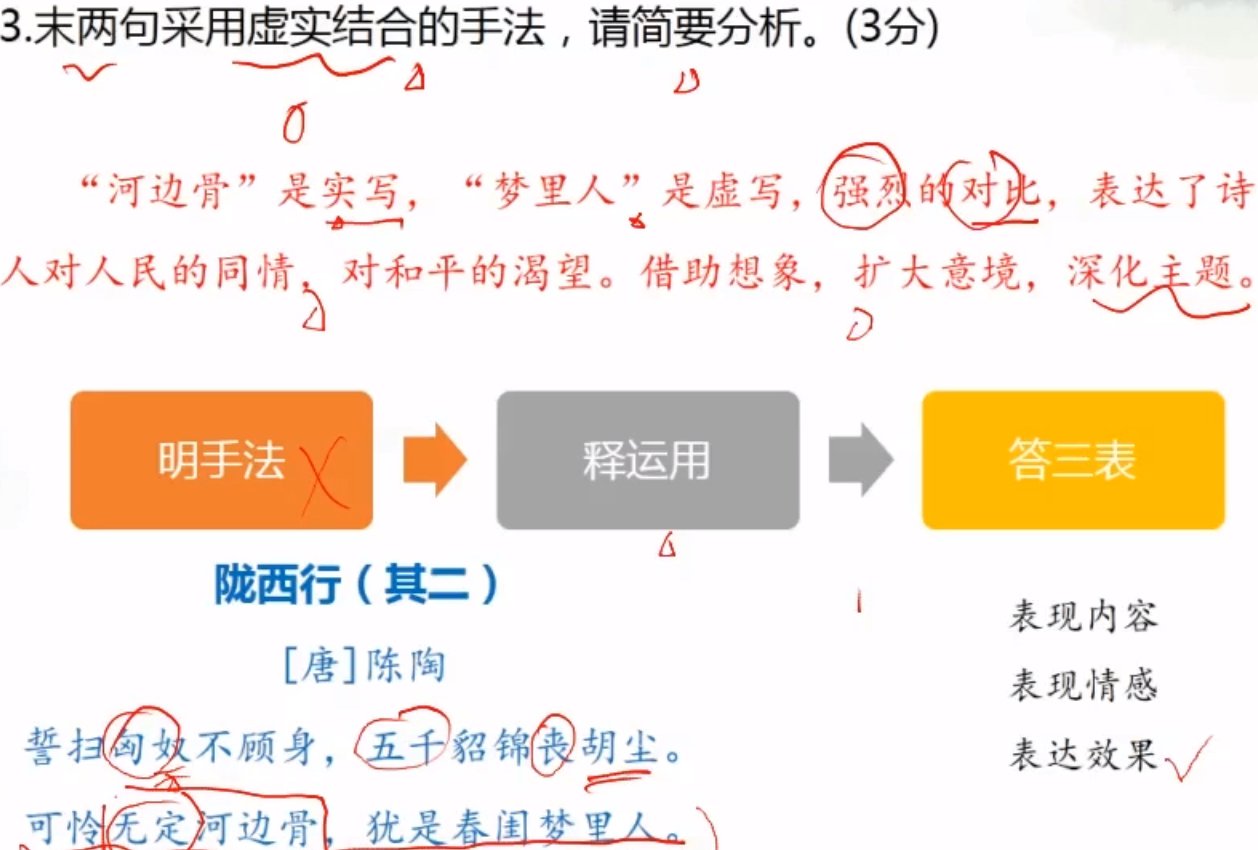 3.末两句采用虚实结合的手法，请简要分析。(3分)
“河边骨”是实写，“梦里人”是虚写，强烈的对比，表达了诗
人对人民的同情，对和平的渴望。借助想象，扩大意境，深化主题。
明手法
释运用
答三表
陇西行（其二）
[唐]陈陶
誓扫匈奴不顾身，五千貂锦丧胡尘。
可怜无定河边骨，犹是春闺梦里人。
表现内容
表现情感
表达效果